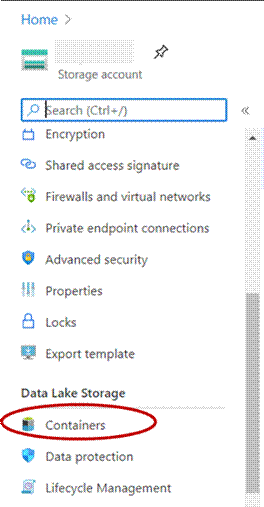 Home >
Storage account
Search (Ctrl+/)
«
Encryption
Shared access signature
Firewalls and virtual networks
Private endpoint connections
Advanced security
Properties
Locks
Export template
Data Lake Storage
Containers
Data protection
Lifecycle Management